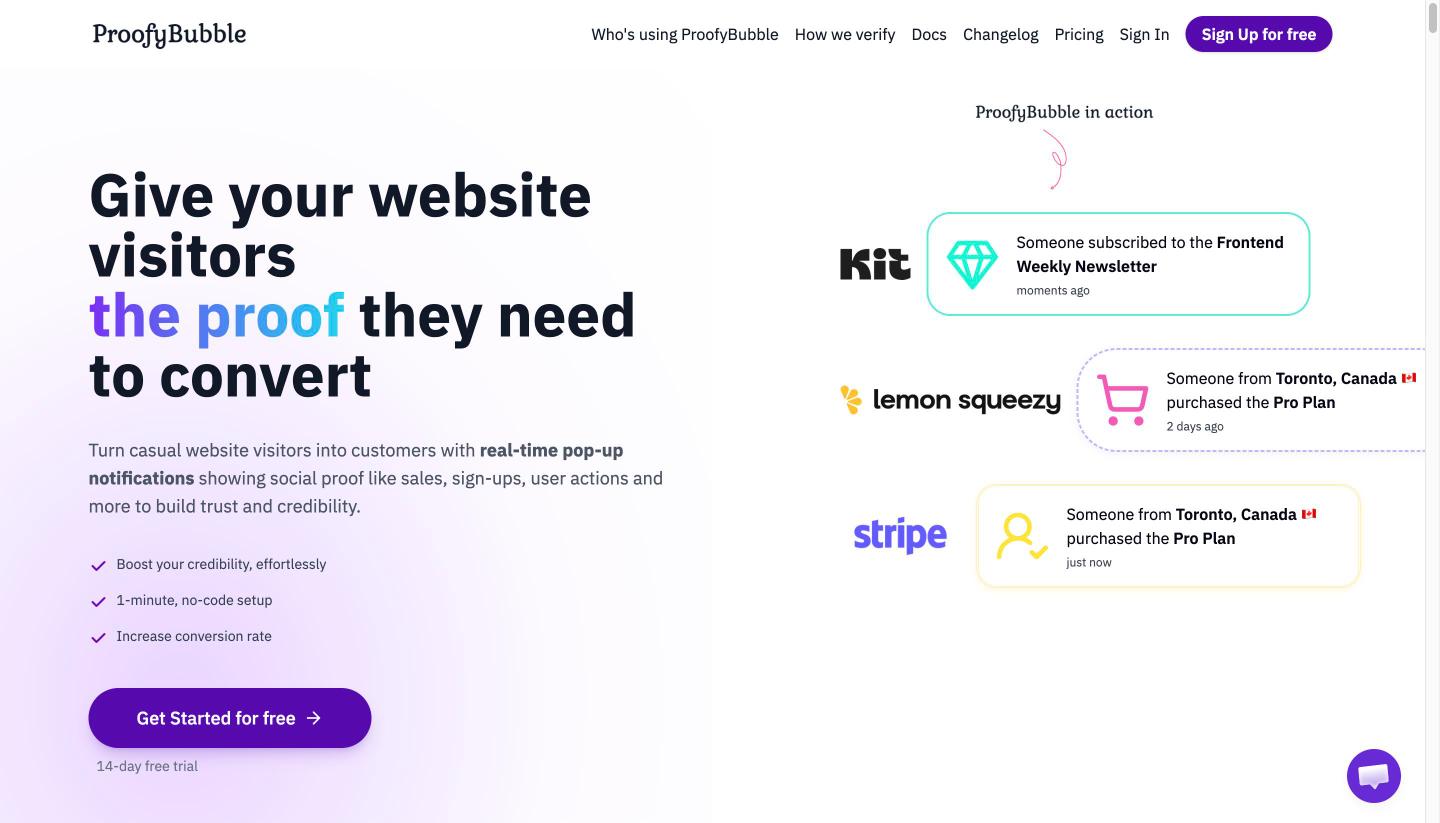 ProofyBubble
Who's using ProofyBubble How we verify Docs Changelog Pricing Sign In Sign Up for free
Give your website
visitors
the proof they need
to convert
Turn casual website visitors into customers with real-time pop-up
notifications showing social proof like sales, sign-ups, user actions and
more to build trust and credibility.
Boost your credibility, effortlessly
1-minute, no-code setup
Increase conversion rate
Get Started for free
14-day free trial
ProofyBubble in action
Kit
Someone subscribed to the Frontend
Weekly Newsletter
moments ago
lemon squeezy
Someone from Toronto, Canada 🇨🇦
purchased the Pro Plan
2 days ago
stripe
Someone from Toronto, Canada 🇨🇦
purchased the Pro Plan
just now